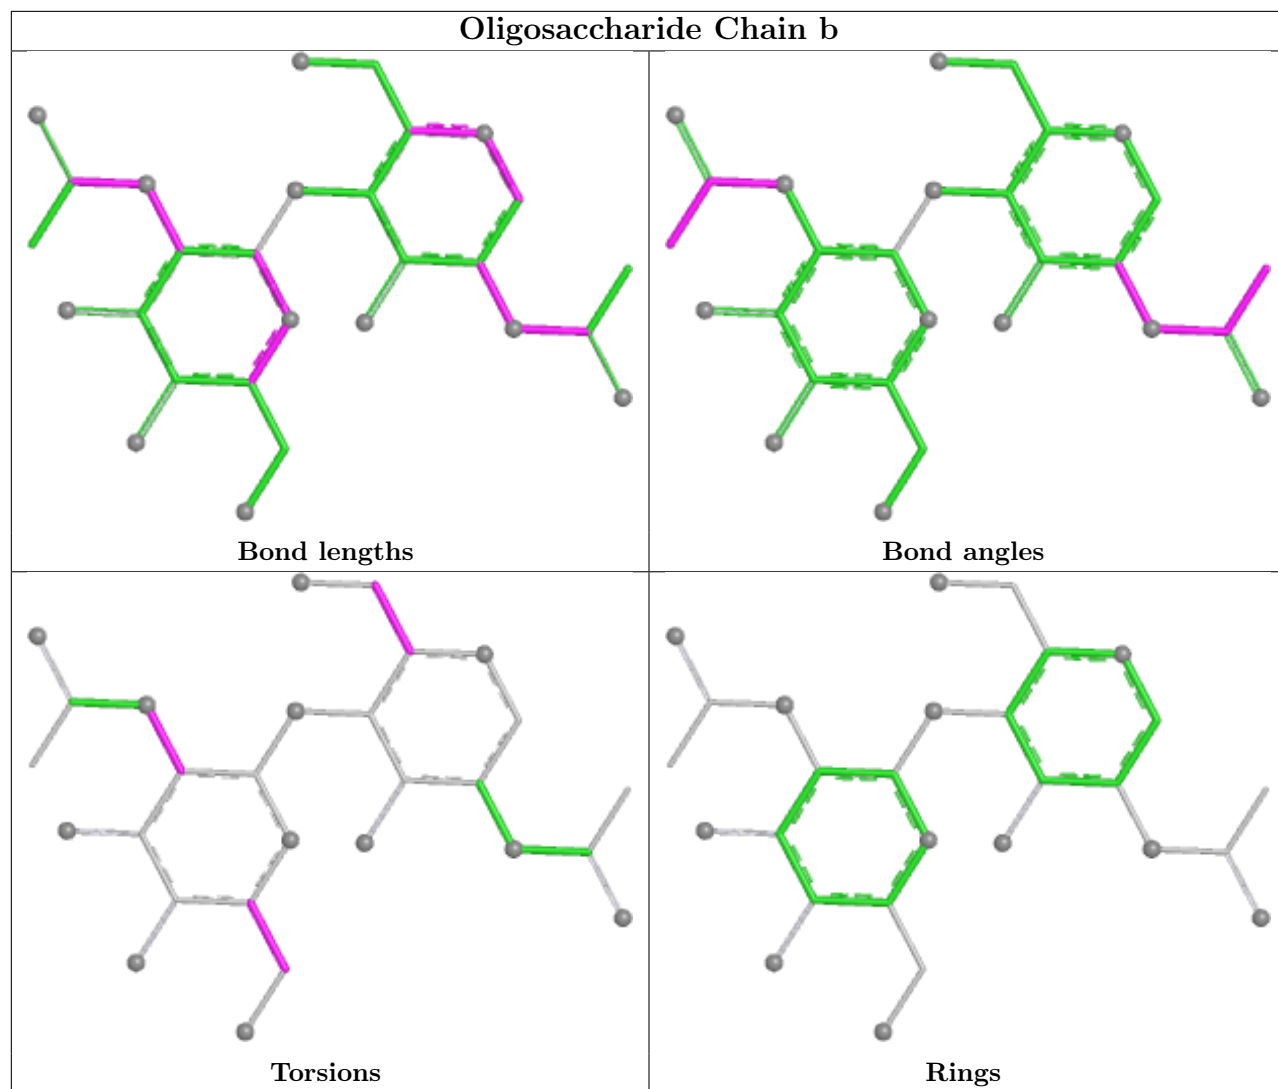 Oligosaccharide Chain b
Bond lengths
Bond angles
Torsions
Rings